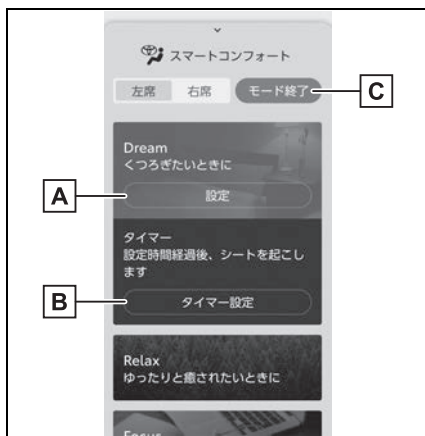 スマートコンフォート
左席 右席 モード終了 C
Dream
くつろぎたいときに
A 設定
タイマー
設定時間経過後、シートを起こし
ます
B タイマー設定
Relax
ゆったりと癒されたいときに
Focus